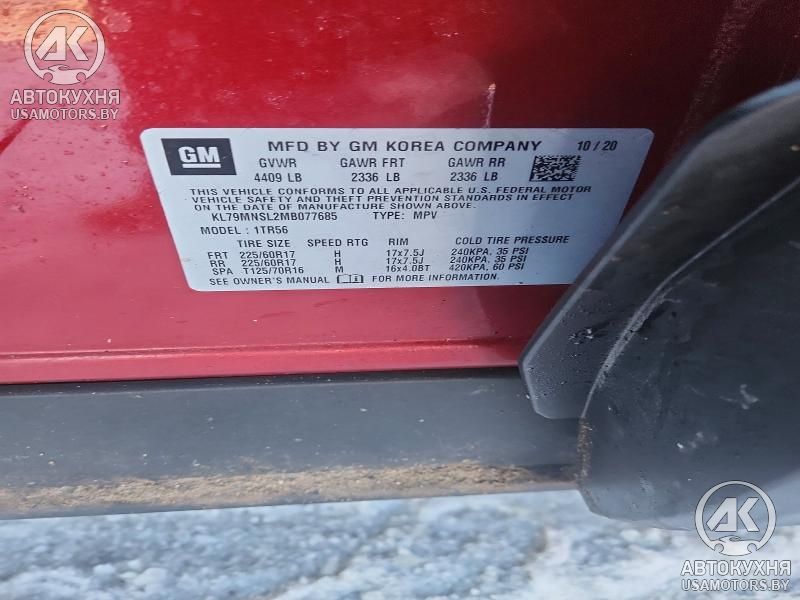 AK
АВТОКУХНЯ
USAMOTORS.BY
GM
MFD BY GM KOREA COMPANY 10 / 20
GVWR GAWR FRT GAWR RR
4409 LB 2336 LB 2336 LB
THIS VEHICLE CONFORMS TO ALL APPLICABLE U.S. FEDERAL MOTOR
VEHICLE SAFETY AND THEFT PREVENTION STANDARDS IN EFFECT
ON THE DATE OF MANUFACTURE SHOWN ABOVE.
KL79MNSL2MB077685 TYPE: MPV
MODEL : 1TR56
TIRE SIZE SPEED RTG RIM COLD TIRE PRESSURE
FRT 225/60R17 H 17x7.5J 240KPA, 35 PSI
RR 225/60R17 H 17x7.5J 240KPA, 35 PSI
SPA T125/70R16 M 16x4.0BT 420KPA, 60 PSI
SEE OWNER'S MANUAL FOR MORE INFORMATION.
AK
АВТОКУХНЯ
USAMOTORS.BY